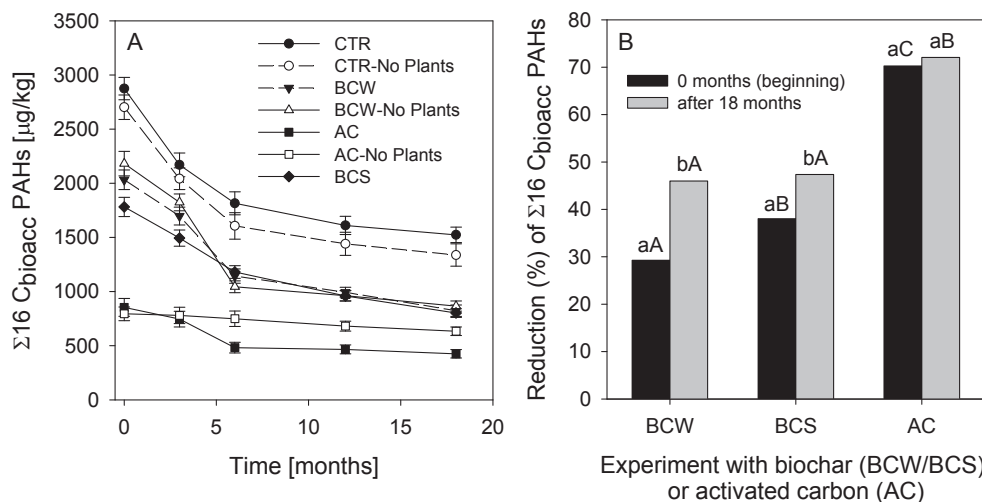 A
Σ16 Cbioacc PAHs [µg/kg]
3500
3000
2500
2000
1500
1000
500
0
CTR
CTR-No Plants
BCW
BCW-No Plants
AC
AC-No Plants
BCS
0
5
10
15
20
Time [months]
B
Reduction (%) of Σ16 Cbioacc PAHs
80
70
60
50
40
30
20
10
0
0 months (beginning)
after 18 months
aA
bA
aB
bA
aC
aB
BCW
BCS
AC
Experiment with biochar (BCW/BCS)
or activated carbon (AC)